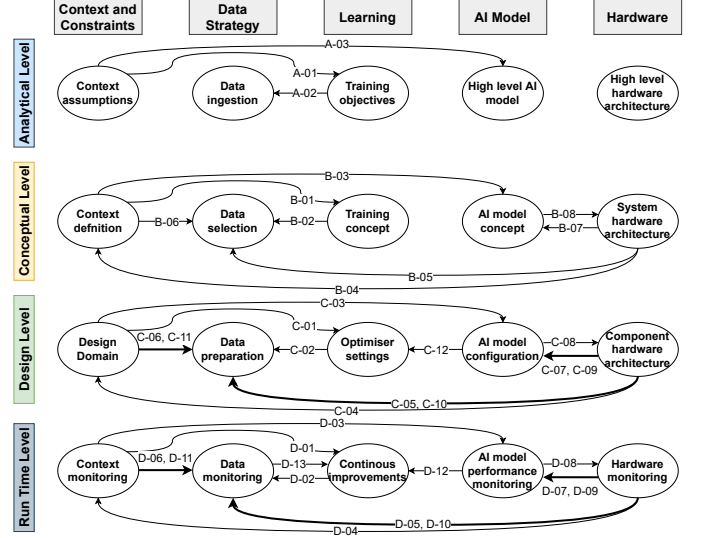 Context and
Constraints
Data
Strategy
Learning
AI Model
Hardware
Analytical Level
A-03
A-01
A-02
Context
assumptions
Data
ingestion
Training
objectives
High level AI
model
High level
hardware
architecture
Conceptual Level
B-03
B-01
B-06
B-02
B-08
B-07
Context
defnition
Data
selection
Training
concept
AI model
concept
System
hardware
architecture
B-05
B-04
Design Level
C-03
C-01
C-06, C-11
C-02
C-12
C-08
C-07, C-09
Design
Domain
Data
preparation
Optimiser
settings
AI model
configuration
Component
hardware
architecture
C-05, C-10
C-04
Run Time Level
D-03
D-01
D-06, D-11
D-13
D-02
D-12
D-08
D-07, D-09
Context
monitoring
Data
monitoring
Continous
improvements
AI model
performance
monitoring
Hardware
monitoring
D-05, D-10
D-04